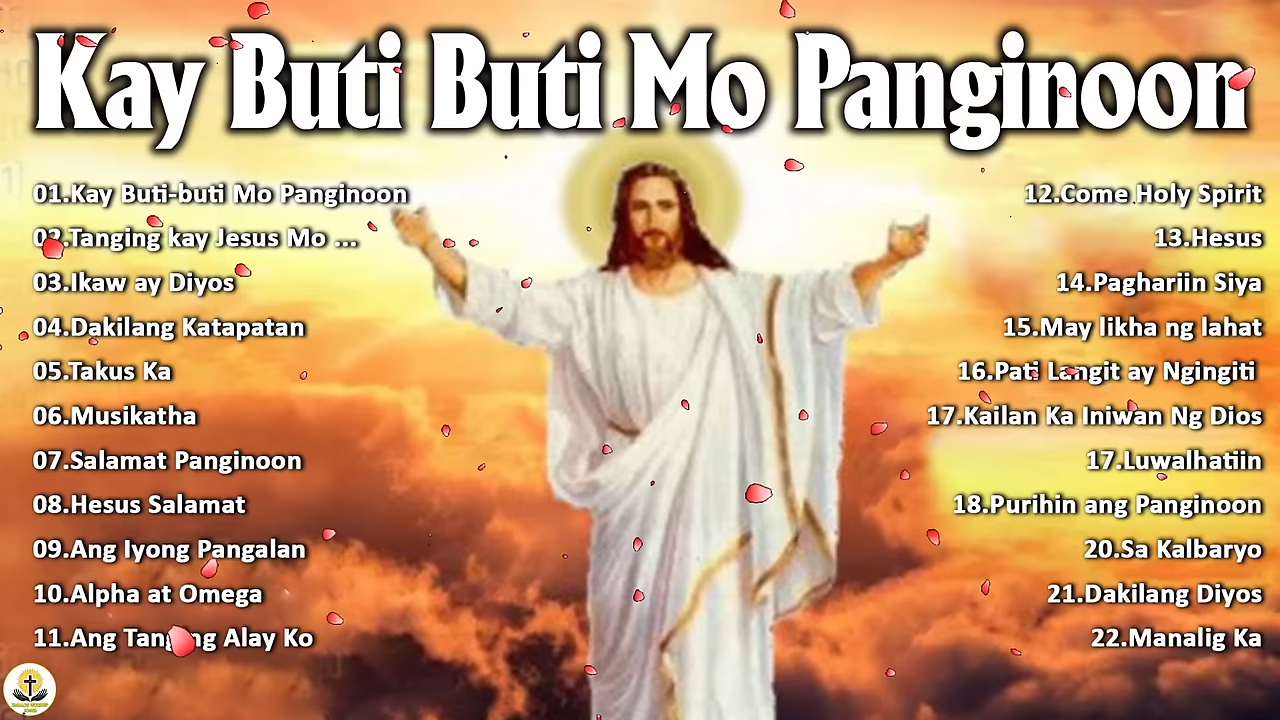 Kay Buti Buti Mo Panginoon
01.Kay Buti-buti Mo Panginoon
02.Tanging kay Jesus Mo ...
03.Ikaw ay Diyos
04.Dakilang Katapatan
05.Takus Ka
06.Musikatha
07.Salamat Panginoon
08.Hesus Salamat
09.Ang Iyong Pangalan
10.Alpha at Omega
11.Ang Tanging Alay Ko
12.Come Holy Spirit
13.Hesus
14.Paghariin Siya
15.May likha ng lahat
16.Pati Langit ay Ngingiti
17.Kailan Ka Iniwan Ng Dios
17.Luwalhatiin
18.Purihin ang Panginoon
20.Sa Kalbaryo
21.Dakilang Diyos
22.Manalig Ka